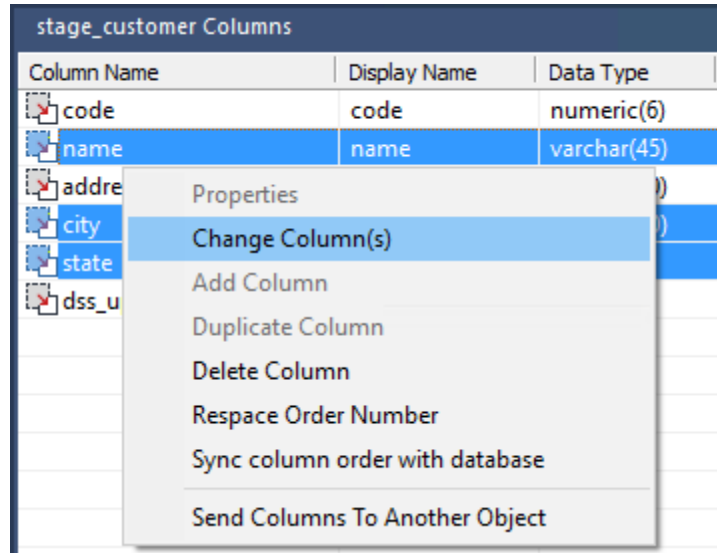 stage_customer Columns
Column Name Display Name Data Type
code code numeric(6)
name name varchar(45)
addre )
Properties
city )
Change Column(s)
state
Add Column
dss_u
Duplicate Column
Delete Column
Respace Order Number
Sync column order with database
Send Columns To Another Object